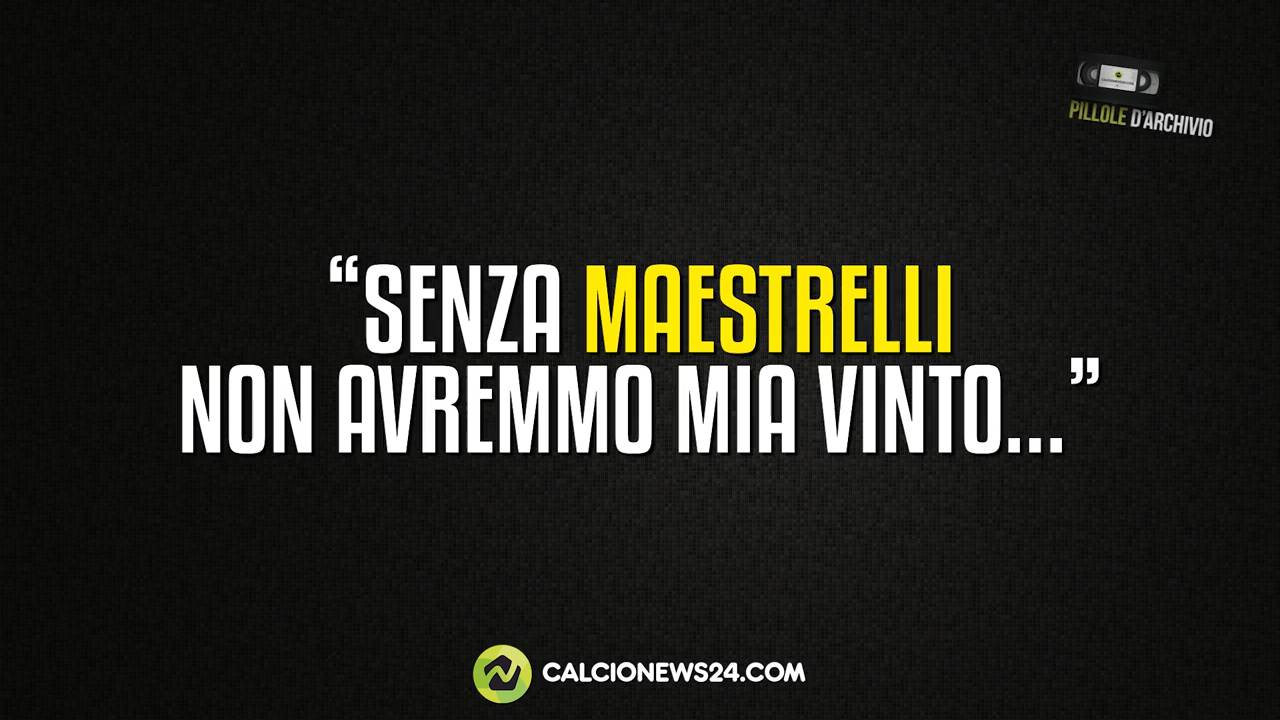 PILLOLE D'ARCHIVIO
“SENZA MAESTRELLI
NON AVREMMO MIA VINTO...”
CALCIONEWS24.COM